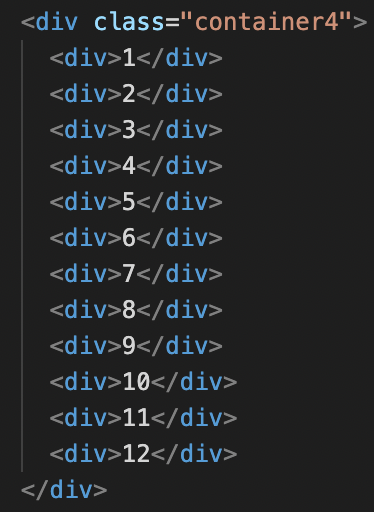 <div class="container4">
<div>1</div>
<div>2</div>
<div>3</div>
<div>4</div>
<div>5</div>
<div>6</div>
<div>7</div>
<div>8</div>
<div>9</div>
<div>10</div>
<div>11</div>
<div>12</div>
</div>